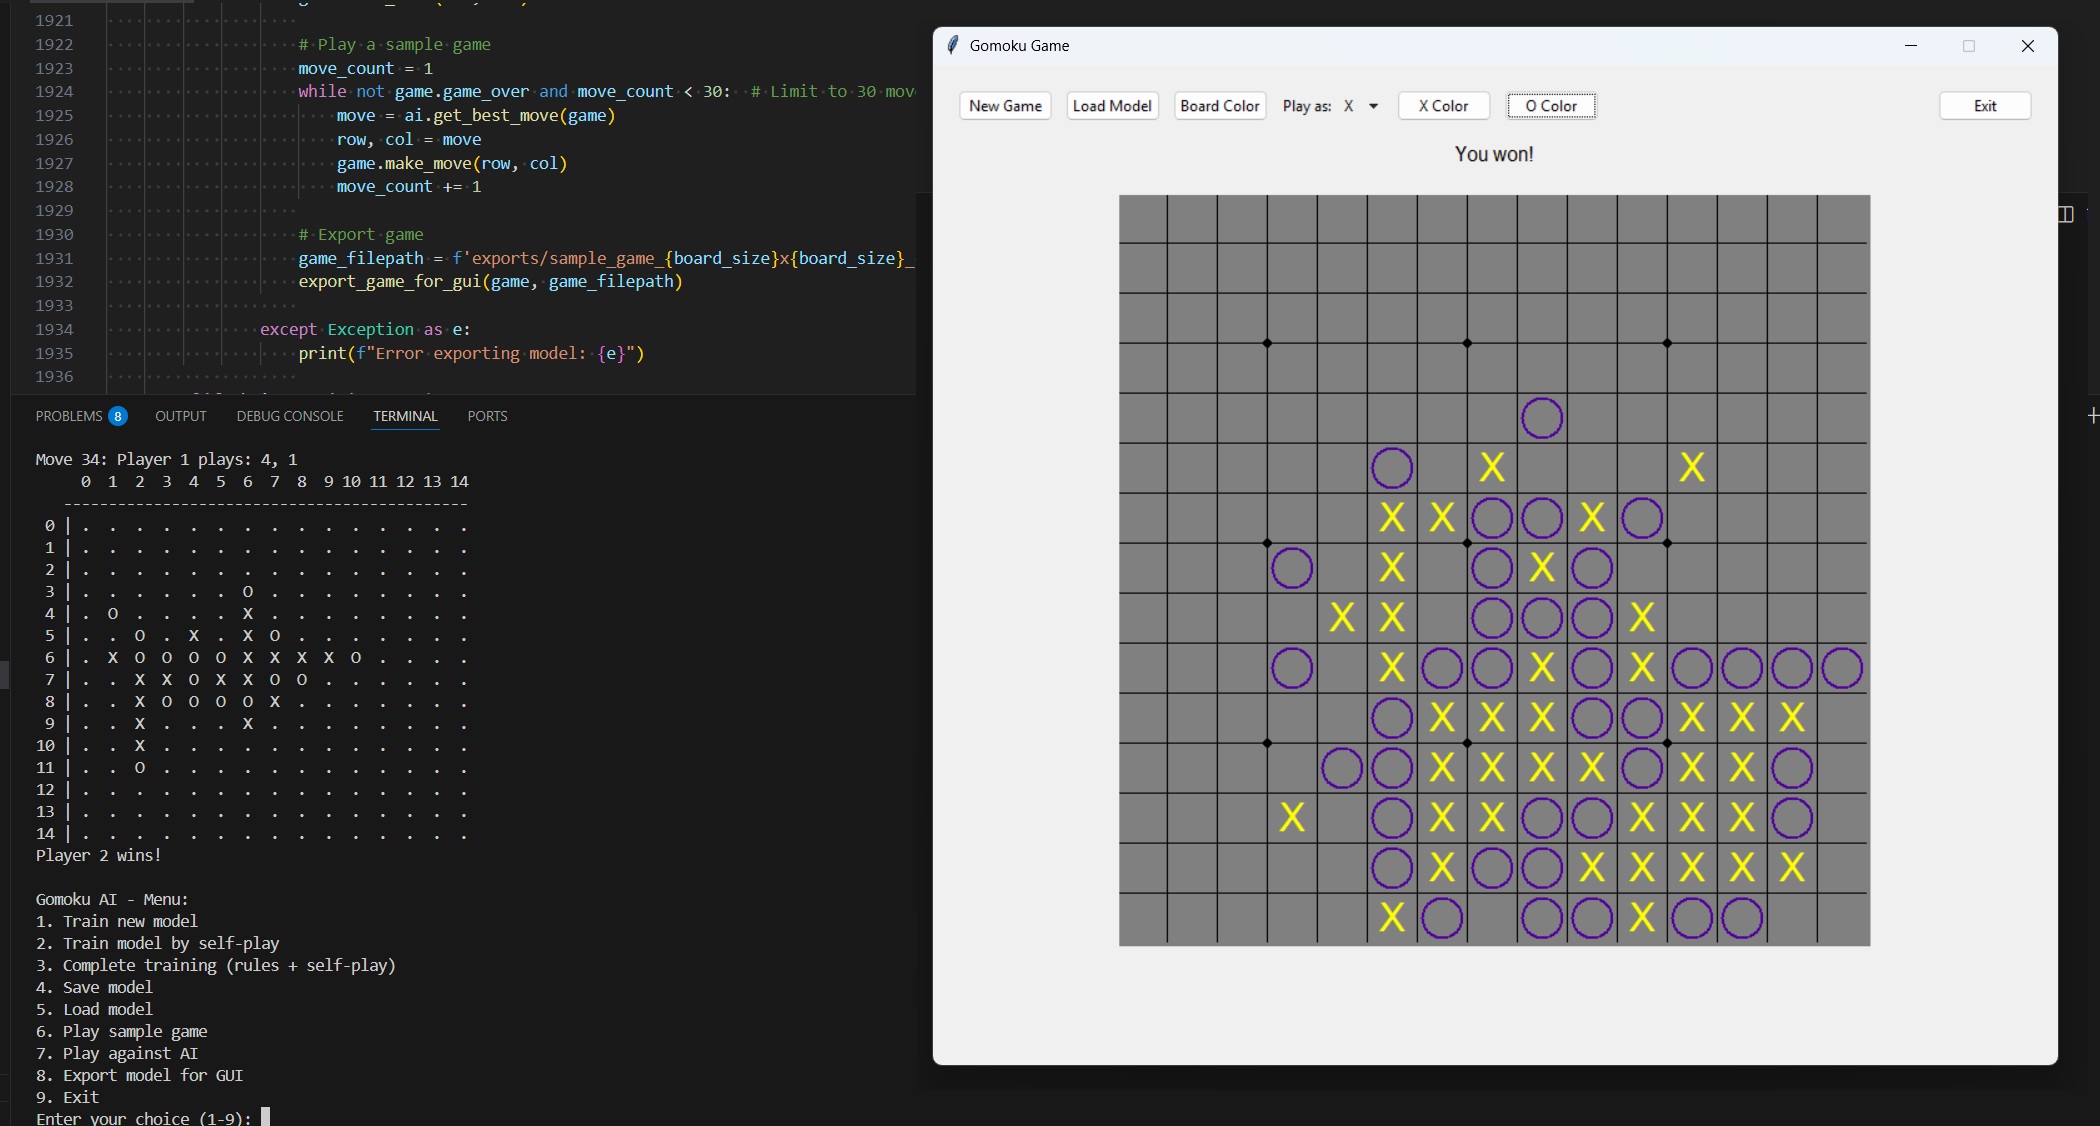 1921
1922 # Play a sample game
1923 move_count = 1
1924 while not game.game_over and move_count < 30: # Limit to 30 mov
1925 move = ai.get_best_move(game)
1926 row, col = move
1927 game.make_move(row, col)
1928 move_count += 1
1929
1930 # Export game
1931 game_filepath = f'exports/sample_game_{board_size}x{board_size}_
1932 export_game_for_gui(game, game_filepath)
1933
1934 except Exception as e:
1935 print(f"Error exporting model: {e}")
1936
PROBLEMS 8 OUTPUT DEBUG CONSOLE TERMINAL PORTS
Move 34: Player 1 plays: 4, 1
0 1 2 3 4 5 6 7 8 9 10 11 12 13 14
---------------------------------------------
0 | . . . . . . . . . . . . . . .
1 | . . . . . . . . . . . . . . .
2 | . . . . . . . . . . . . . . .
3 | . . . . . . O . . . . . . . .
4 | . O . . . . X . . . . . . . .
5 | . . O . X . X O . . . . . . .
6 | . X O O O O X X X X O . . . .
7 | . . X X O X X O O . . . . . .
8 | . . X O O O O X . . . . . . .
9 | . . X . . . X . . . . . . . .
10 | . . X . . . . . . . . . . . .
11 | . . O . . . . . . . . . . . .
12 | . . . . . . . . . . . . . . .
13 | . . . . . . . . . . . . . . .
14 | . . . . . . . . . . . . . . .
Player 2 wins!
Gomoku AI - Menu:
1. Train new model
2. Train model by self-play
3. Complete training (rules + self-play)
4. Save model
5. Load model
6. Play sample game
7. Play against AI
8. Export model for GUI
9. Exit
Enter your choice (1-9):
Gomoku Game
New Game Load Model Board Color Play as: X X Color O Color Exit
You won!
O
O X X
X X O O X O
O X O X O
X X O O O X
O X O O X O X O O O O
O X X X O O X X X
O O X X X X O X X O
X O X X O O X X X O
O X O O X X X X X
X O O O X O O